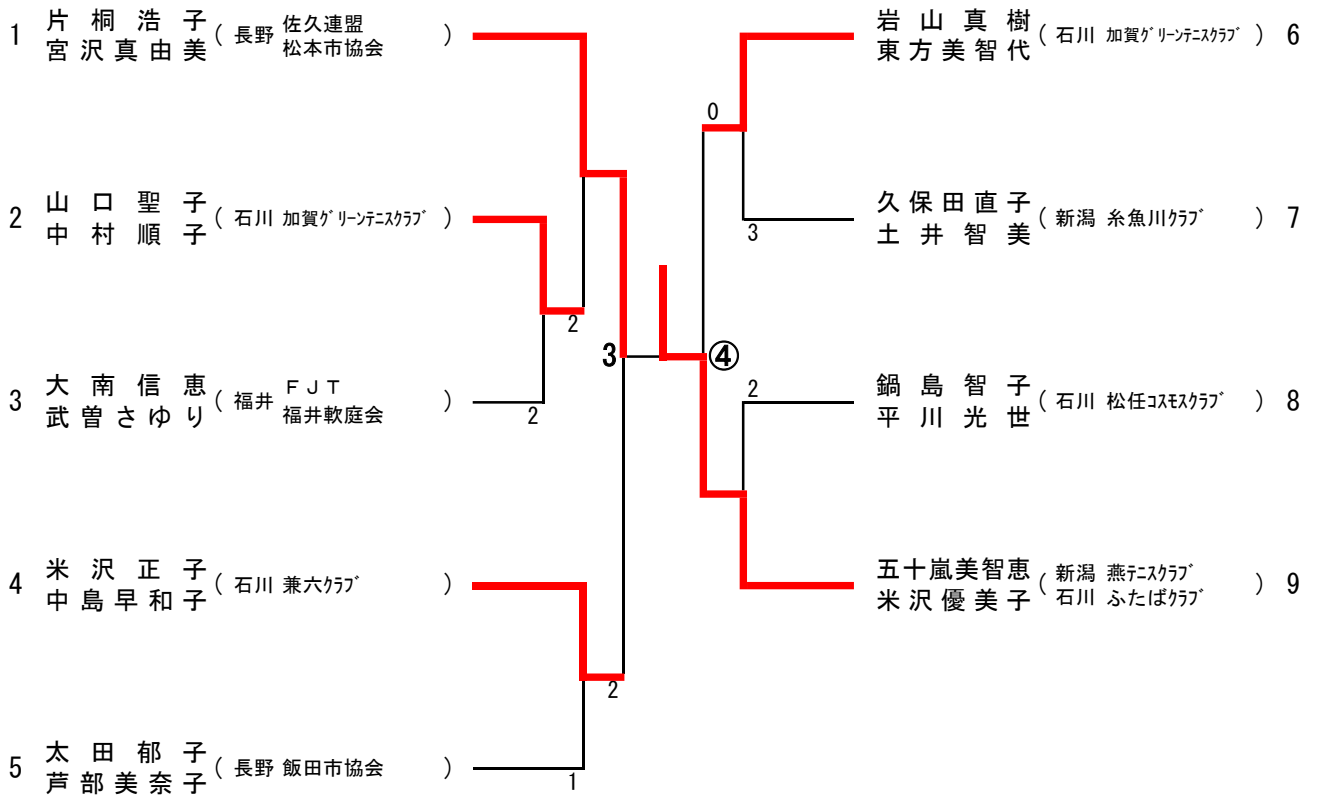 1 片桐浩子 宮沢真由美 ( 長野 佐久連盟 松本市協会 )
2 山口聖子 中村順子 ( 石川 加賀ｸﾞﾘｰﾝﾃﾆｽｸﾗﾌﾞ )
2
3 大南信恵 武曽さゆり ( 福井 ＦＪＴ 福井軟庭会 )
2
3
4 米沢正子 中島早和子 ( 石川 兼六ｸﾗﾌﾞ )
2
5 太田郁子 芦部美奈子 ( 長野 飯田市協会 )
1
岩山真樹 東方美智代 ( 石川 加賀ｸﾞﾘｰﾝﾃﾆｽｸﾗﾌﾞ ) 6
0
久保田直子 土井智美 ( 新潟 糸魚川ｸﾗﾌﾞ ) 7
3
④
2
鍋島智子 平川光世 ( 石川 松任ｺｽﾓｽｸﾗﾌﾞ ) 8
五十嵐美智恵 米沢優美子 ( 新潟 燕ﾃﾆｽｸﾗﾌﾞ 石川 ふたばｸﾗﾌﾞ ) 9